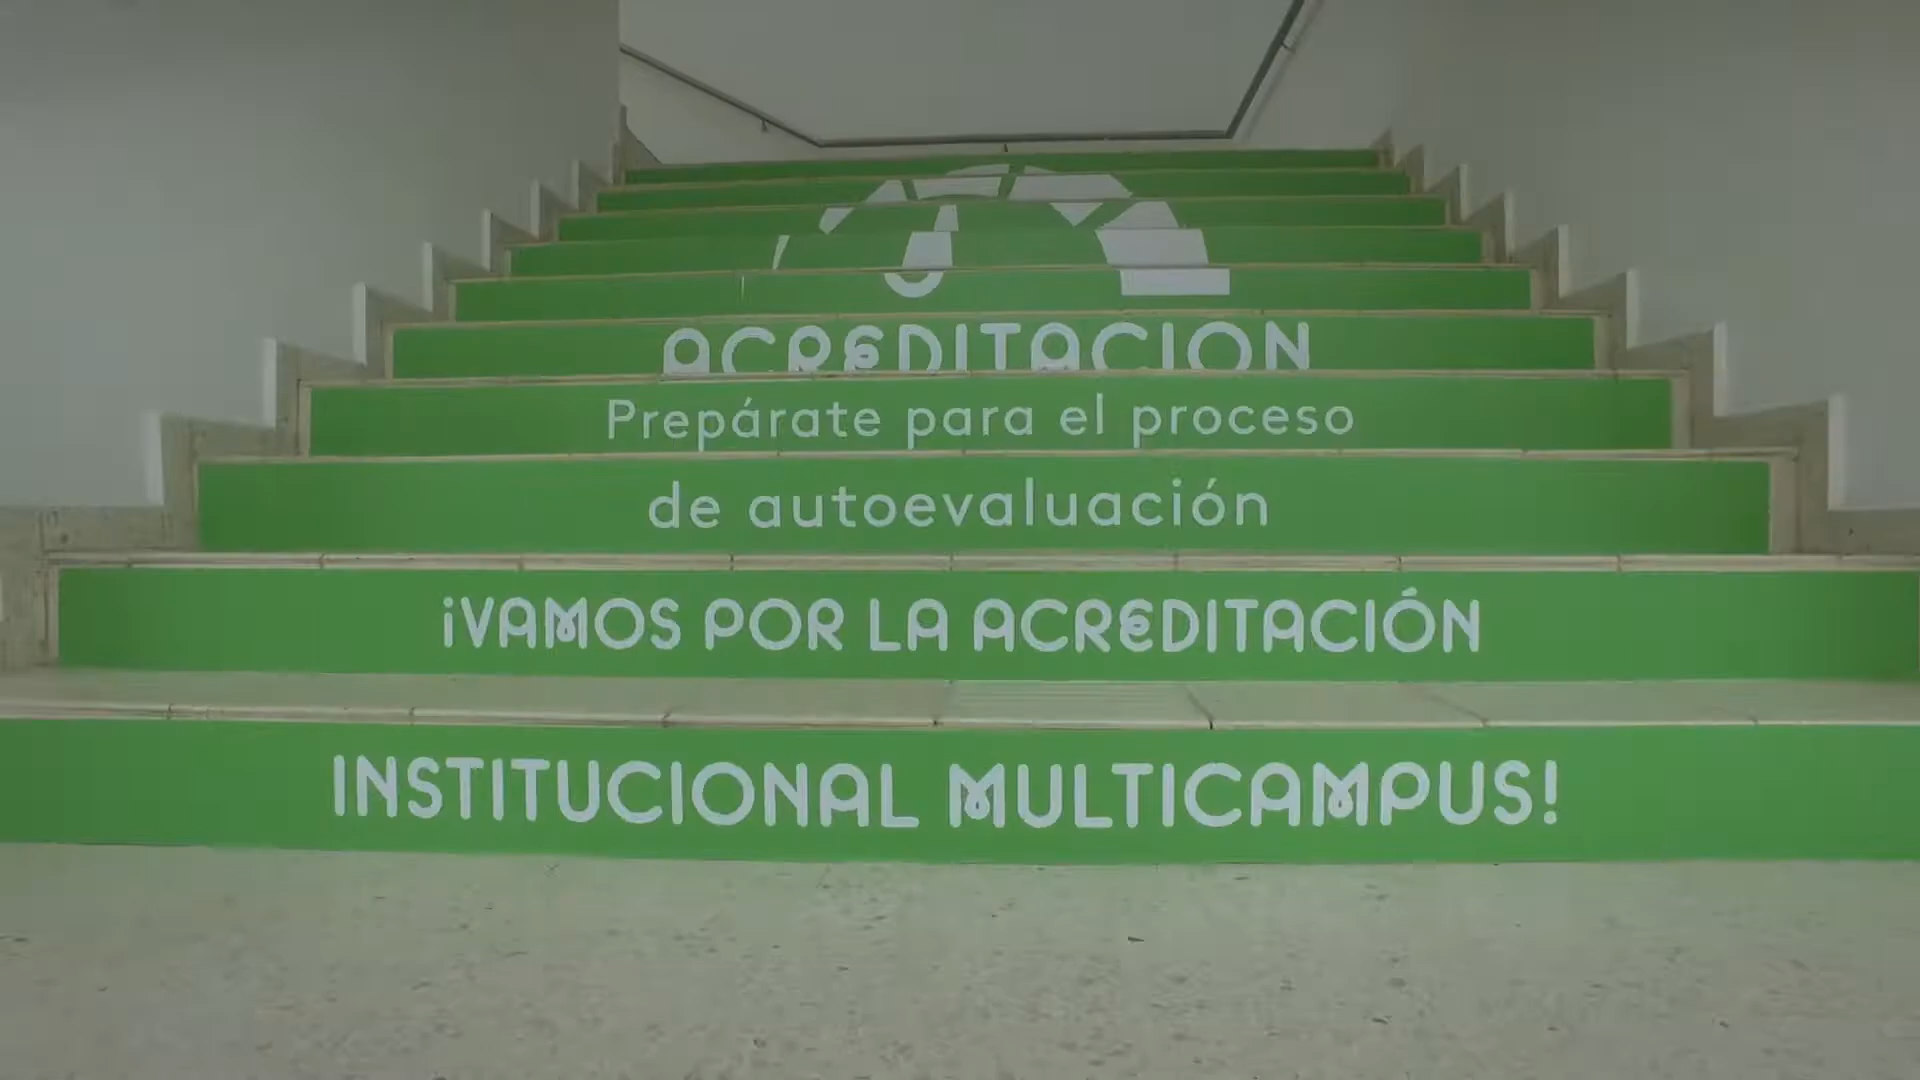 ACREDITACION
Prepárate para el proceso
de autoevaluación
¡VAMOS POR LA ACREDITACIÓN
INSTITUCIONAL MULTICAMPUS!